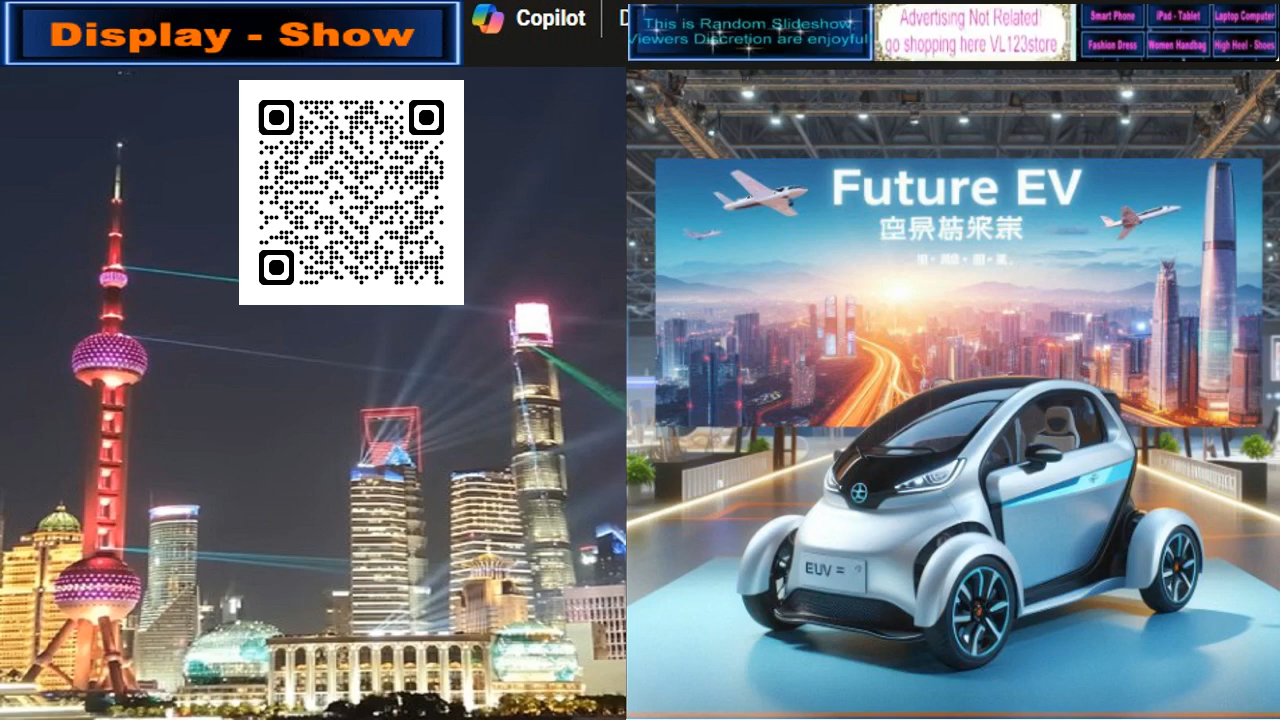 Display - Show
Copilot
This is Random Slideshow
Viewers Discretion are enjoyful
Advertising Not Related!
go shopping here VL123store
Smart Phone
iPad - Tablet
Laptop Computer
Fashion Dress
Women Handbag
High Heel - Shoes
Future EV
EUV =